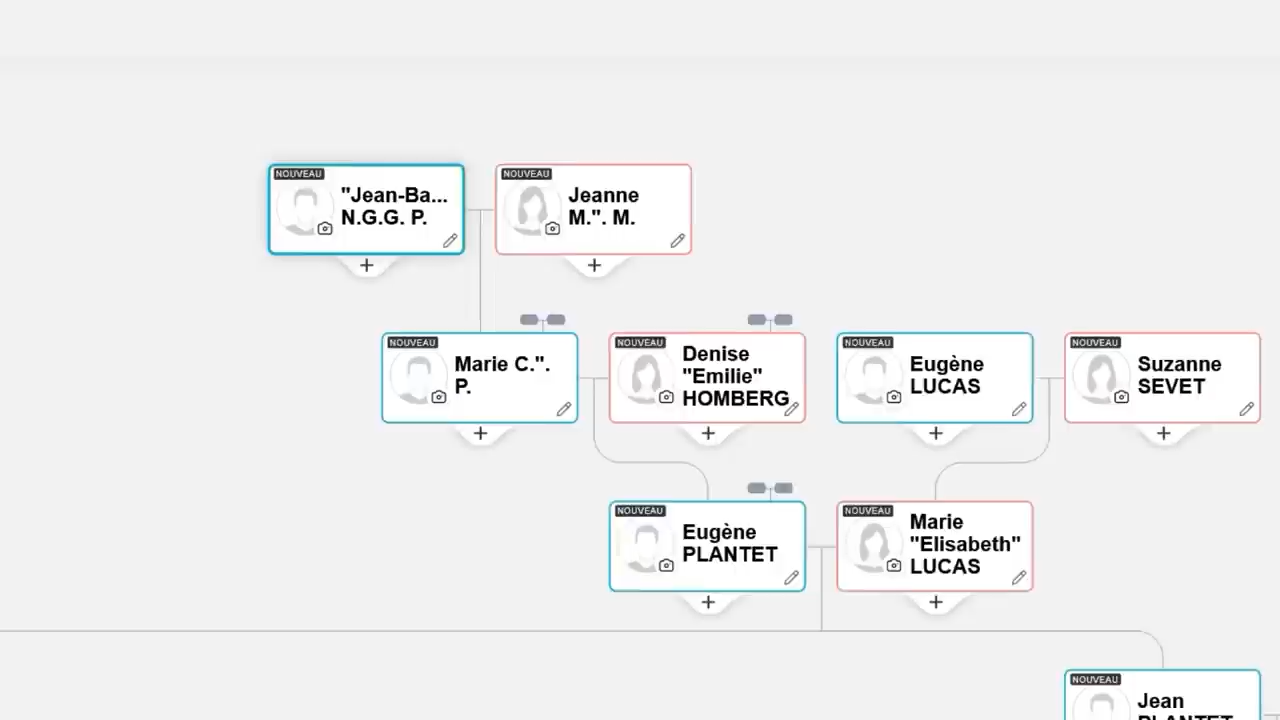 NOUVEAU
"Jean-Ba...
N.G.G. P.
NOUVEAU
Jeanne
M.". M.
NOUVEAU
Marie C.".
P.
NOUVEAU
Denise
"Emilie"
HOMBERG
NOUVEAU
Eugène
LUCAS
NOUVEAU
Suzanne
SEVET
NOUVEAU
Eugène
PLANTET
NOUVEAU
Marie
"Elisabeth"
LUCAS
NOUVEAU
Jean
PLANTET